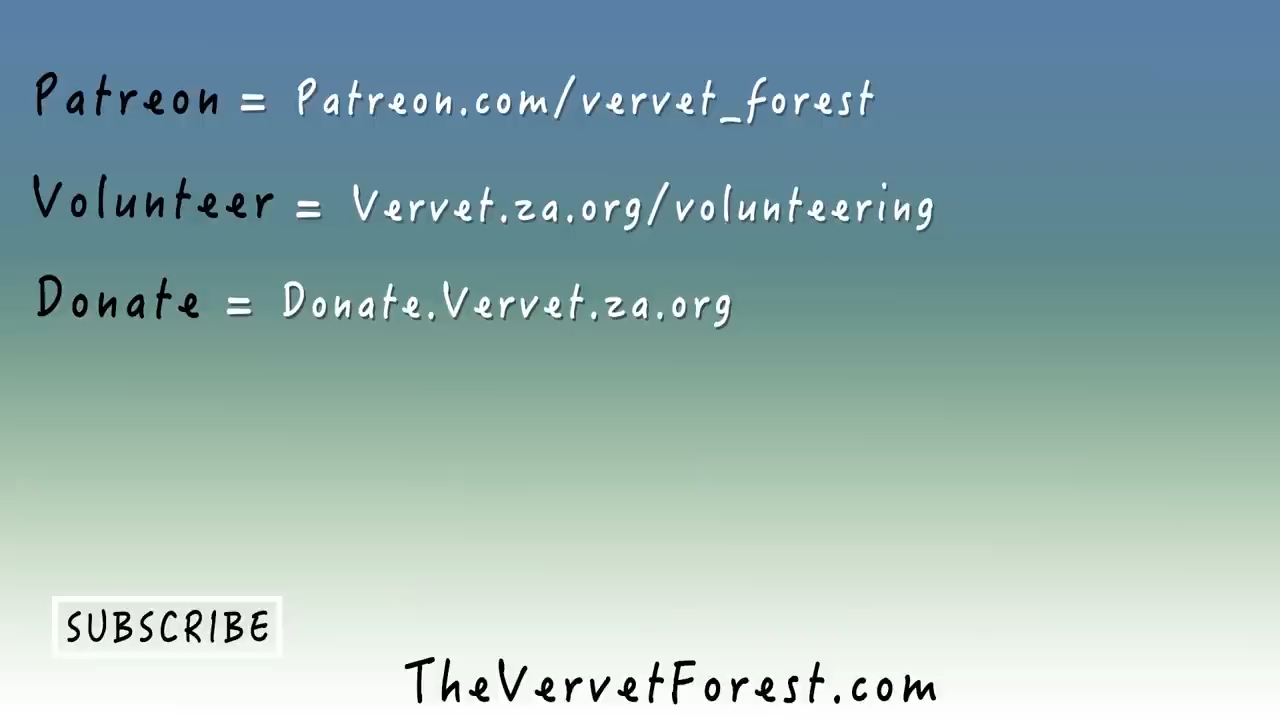 Patreon = Patreon.com/vervet_forest
Volunteer = Vervet.za.org/volunteering
Donate = Donate.Vervet.za.org
SUBSCRIBE
TheVervetForest.com